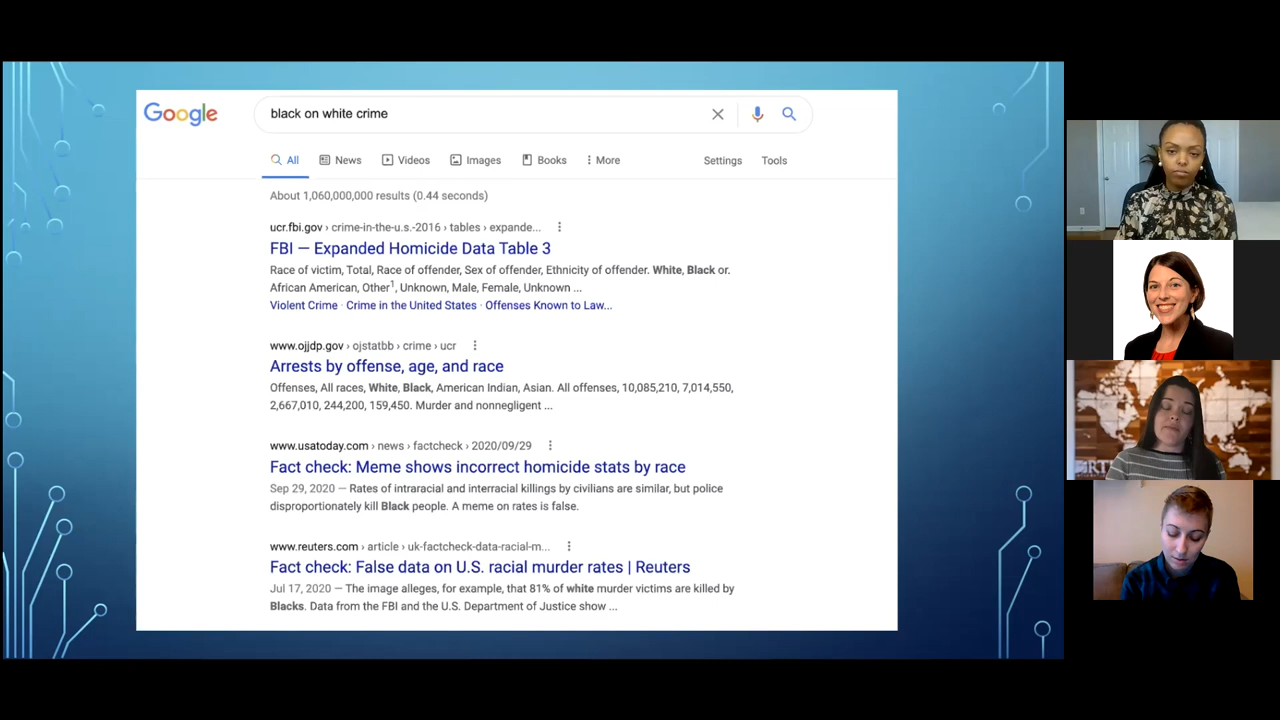 Google
black on white crime
All News Videos Images Books More Settings Tools
About 1,060,000,000 results (0.44 seconds)
ucr.fbi.gov › crime-in-the-u.s.-2016 › tables › expande...
FBI — Expanded Homicide Data Table 3
Race of victim, Total, Race of offender, Sex of offender, Ethnicity of offender. White, Black or.
African American, Other1, Unknown, Male, Female, Unknown ...
Violent Crime · Crime in the United States · Offenses Known to Law...
www.ojjdp.gov › ojstatbb › crime › ucr
Arrests by offense, age, and race
Offenses, All races, White, Black, American Indian, Asian. All offenses, 10,085,210, 7,014,550,
2,667,010, 244,200, 159,450. Murder and nonnegligent ...
www.usatoday.com › news › factcheck › 2020/09/29
Fact check: Meme shows incorrect homicide stats by race
Sep 29, 2020 — Rates of intraracial and interracial killings by civilians are similar, but police
disproportionately kill Black people. A meme on rates is false.
www.reuters.com › article › uk-factcheck-data-racial-m...
Fact check: False data on U.S. racial murder rates | Reuters
Jul 17, 2020 — The image alleges, for example, that 81% of white murder victims are killed by
Blacks. Data from the FBI and the U.S. Department of Justice show ...